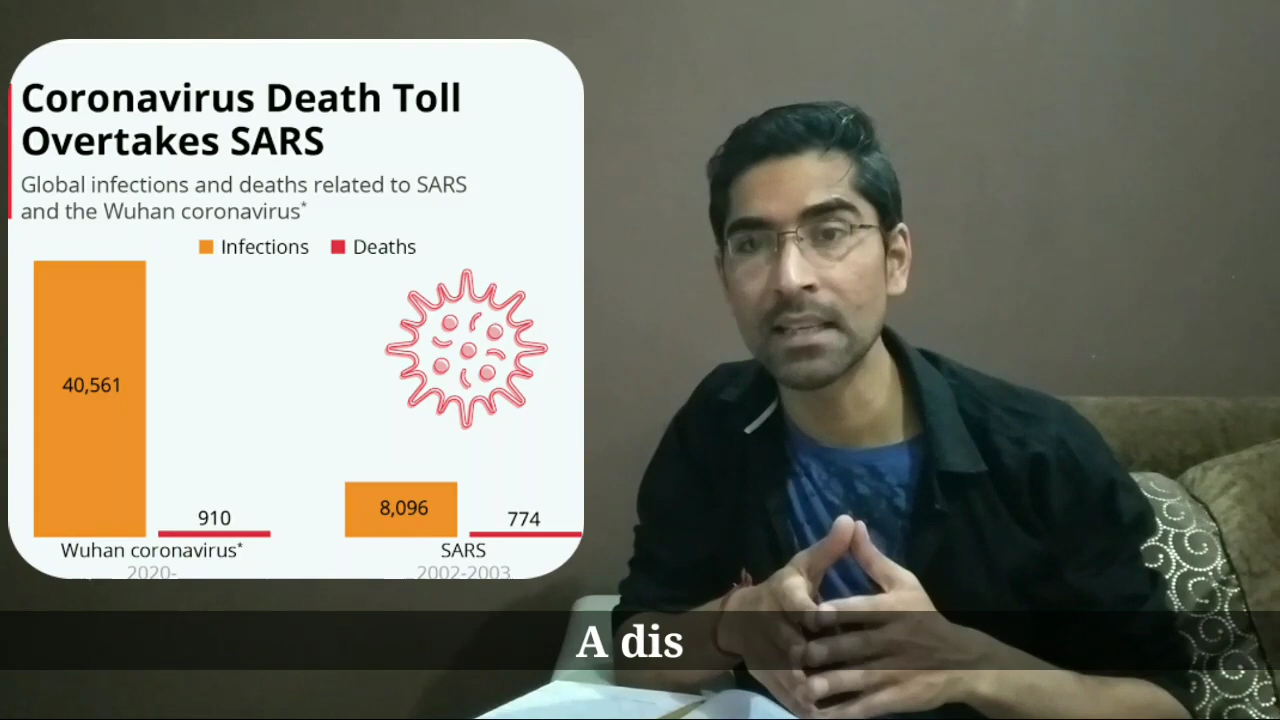 Coronavirus Death Toll
Overtakes SARS
Global infections and deaths related to SARS
and the Wuhan coronavirus*
Infections Deaths
40,561
910
8,096
774
Wuhan coronavirus* SARS
2020- 2002-2003
A dis